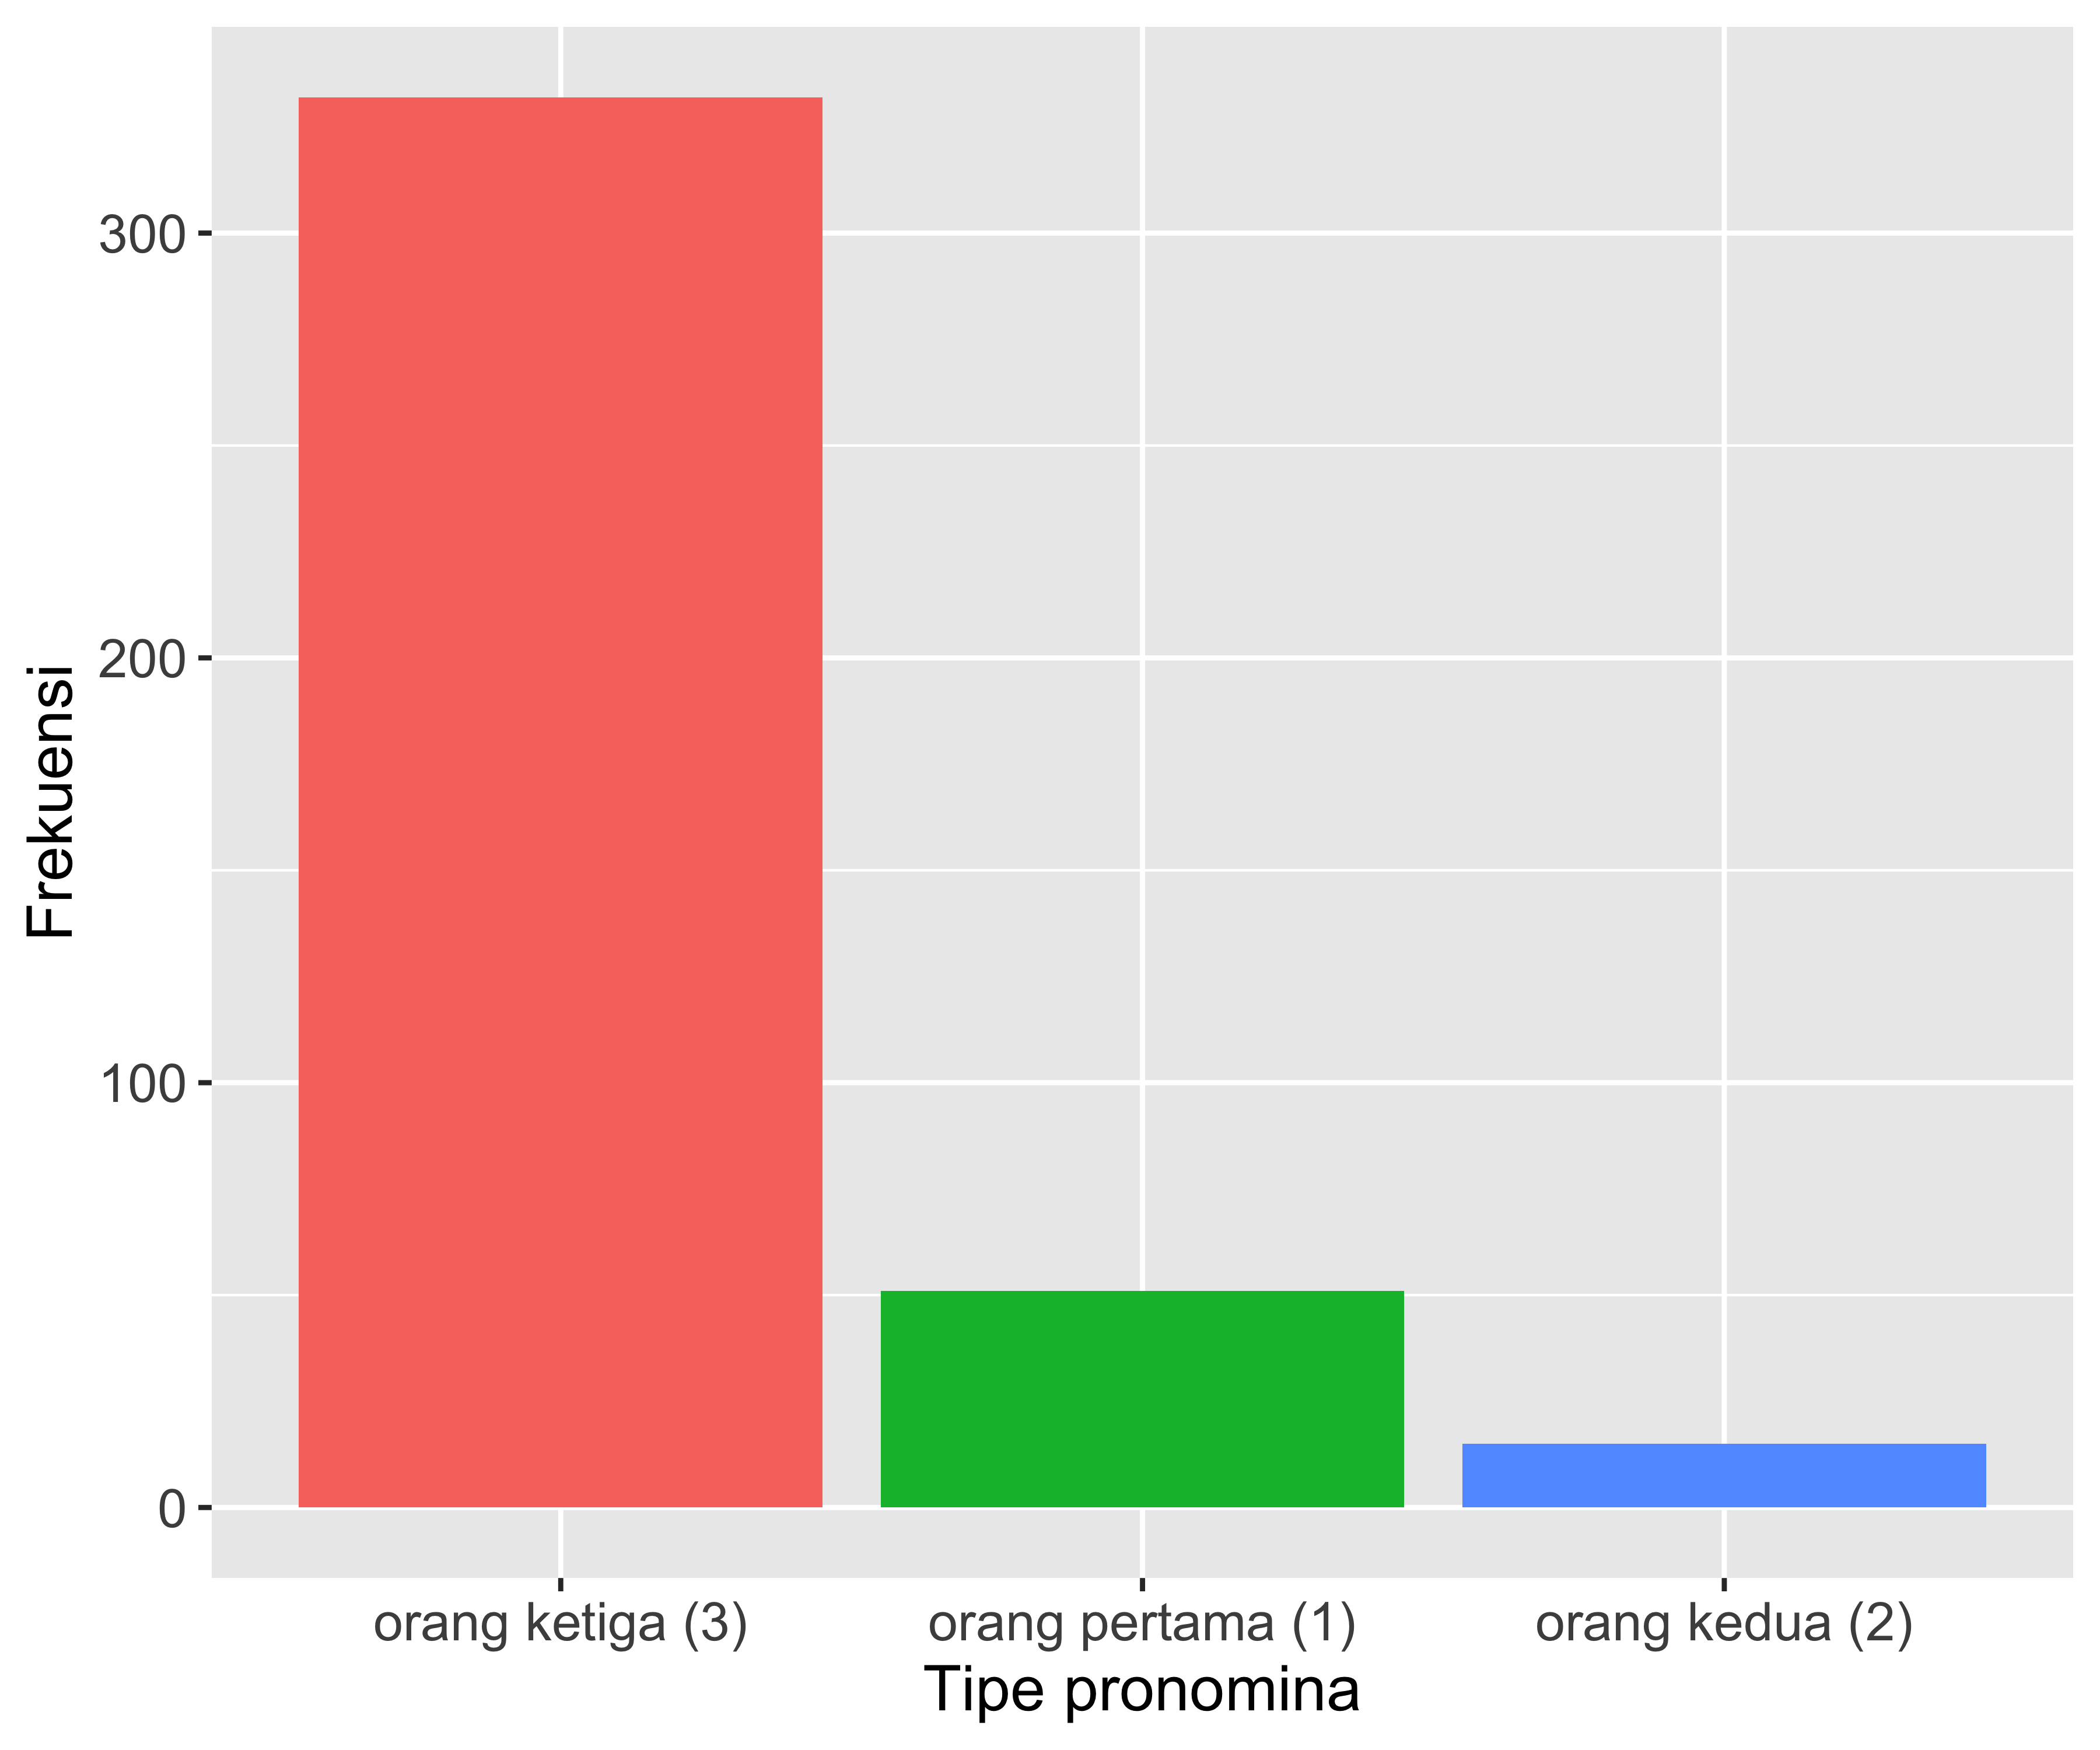 Frekuensi
300
200
100
0
orang ketiga (3) orang pertama (1) orang kedua (2)
Tipe pronomina